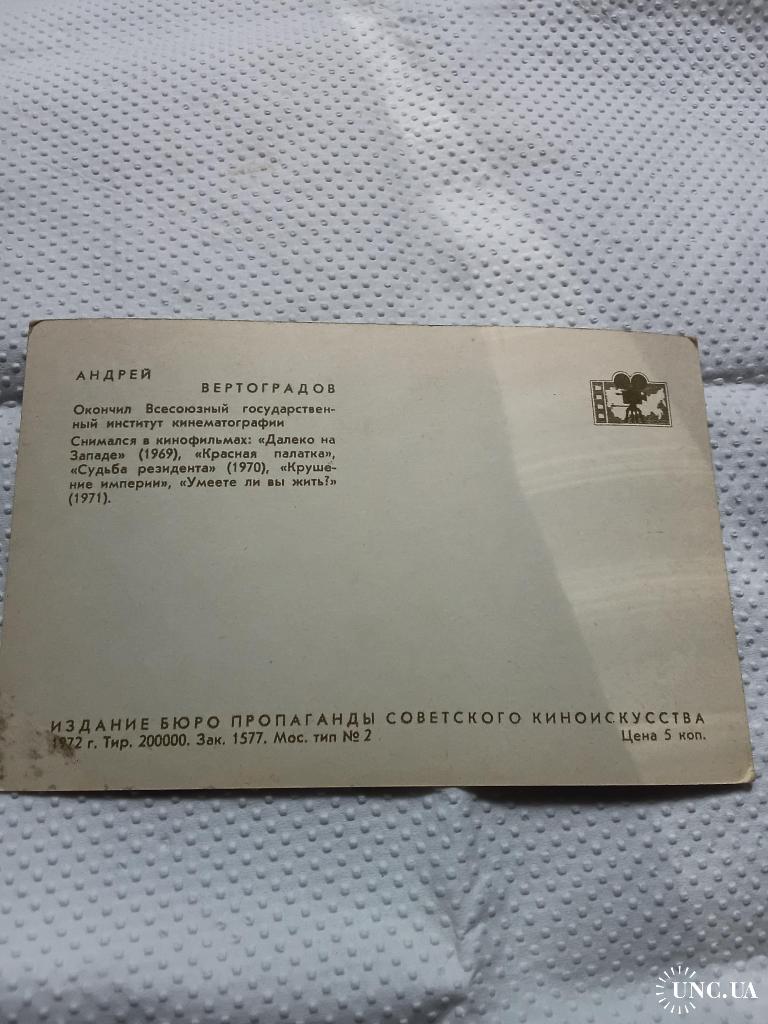 АНДРЕЙ
ВЕРТОГРАДОВ
Окончил Всесоюзный государствен-
ный институт кинематографии
Снимался в кинофильмах: «Далеко на
Западе» (1969), «Красная палатка»,
«Судьба резидента» (1970), «Круше-
ние империи», «Умеете ли вы жить?»
(1971).
ИЗДАНИЕ БЮРО ПРОПАГАНДЫ СОВЕТСКОГО КИНОИСКУССТВА
1972 г. Тир. 200000. Зак. 1577. Мос. тип № 2 Цена 5 коп.
UNC.UA